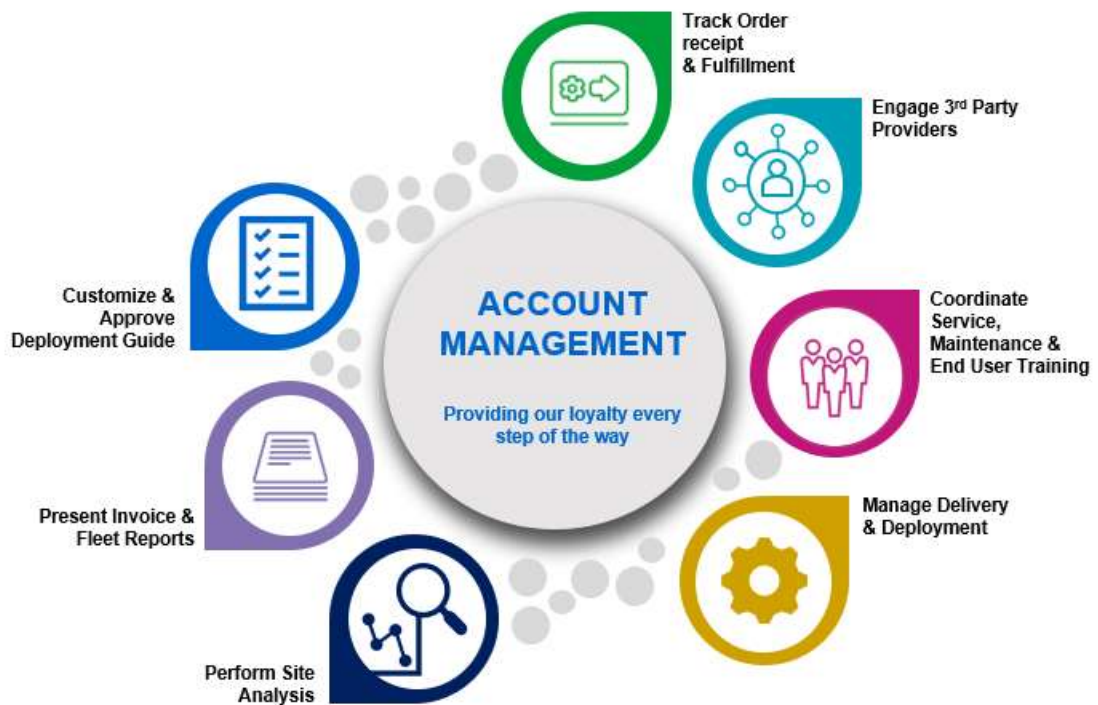 Track Order
receipt
& Fulfillment
Engage 3rd Party
Providers
Coordinate
Service,
Maintenance &
End User Training
Manage Delivery
& Deployment
Perform Site
Analysis
Present Invoice &
Fleet Reports
Customize &
Approve
Deployment Guide
ACCOUNT
MANAGEMENT
Providing our loyalty every
step of the way